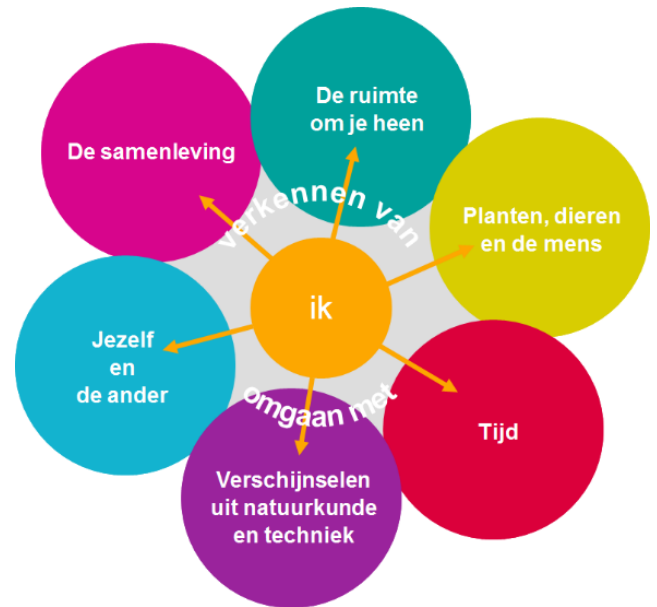 De ruimte
om je heen
De samenleving
verkennen van
Planten, dieren
en de mens
ik
Jezelf
en
de ander
omgaan met
Tijd
Verschijnselen
uit natuurkunde
en techniek